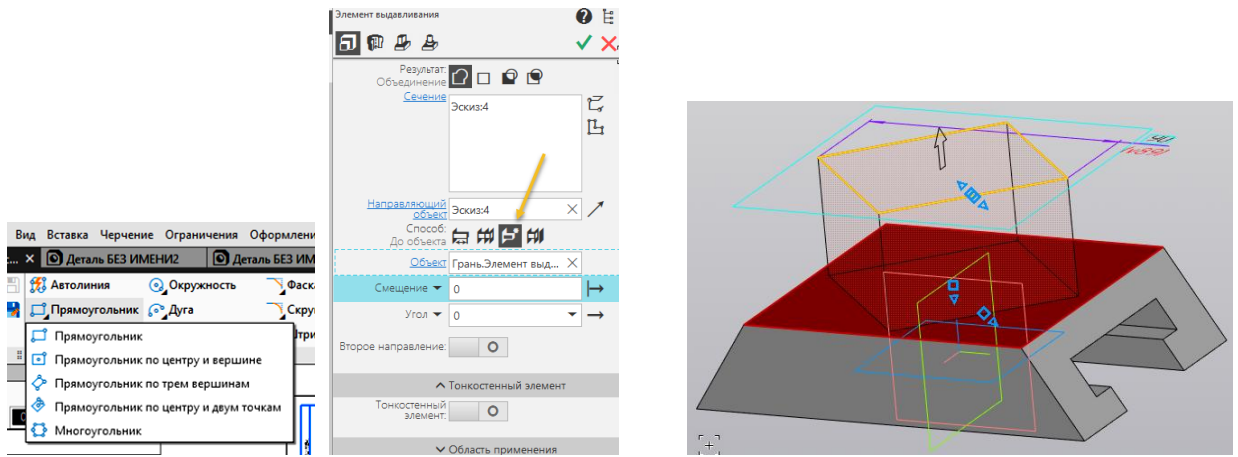 Вид Вставка Черчение Ограничения Оформлени
Деталь БЕЗ ИМЕНИ2 Деталь БЕЗ ИМ
Автолиния Окружность Фаск
Прямоугольник Дуга Скру
Прямоугольник
Прямоугольник по центру и вершине
Прямоугольник по трем вершинам
Прямоугольник по центру и двум точкам
Многоугольник
Элемент выдавливания
Результат:
Объединение
Сечение
Эскиз:4
Направляющий
объект
Эскиз:4
Способ:
До объекта
Объект Грань.Элемент выд...
Смещение 0
Угол 0
Второе направление:
Тонкостенный элемент
Тонкостенный
элемент:
Область применения